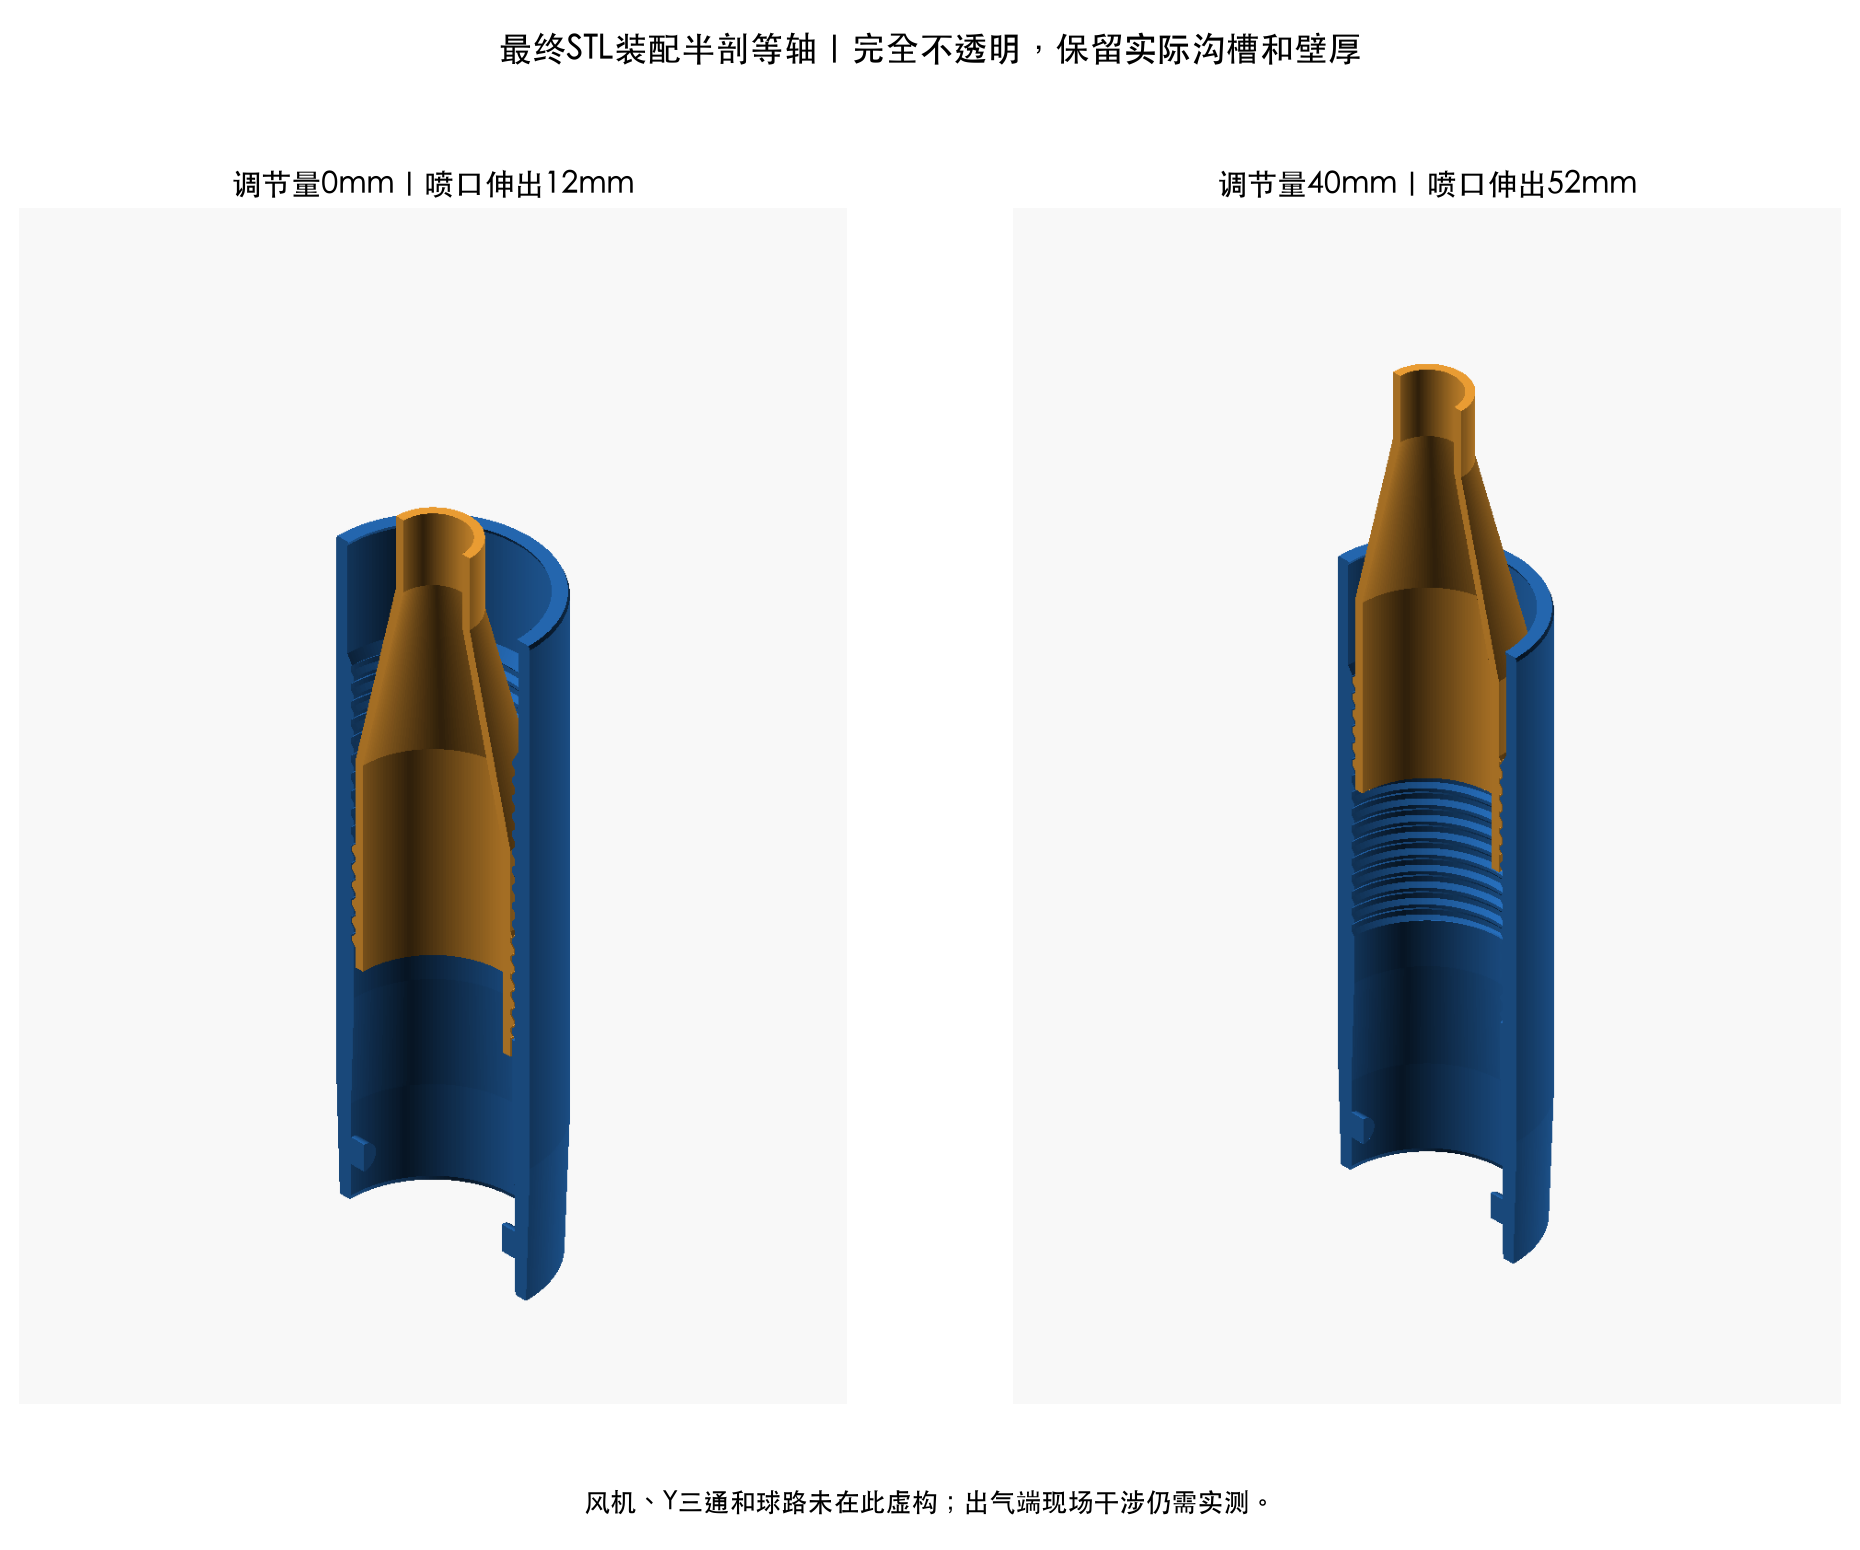 最终STL装配半剖等轴丨完全不透明，保留实际沟槽和壁厚
调节量0mm丨喷口伸出12mm
调节量40mm丨喷口伸出52mm
风机、Y三通和球路未在此虚构；出气端现场干涉仍需实测。